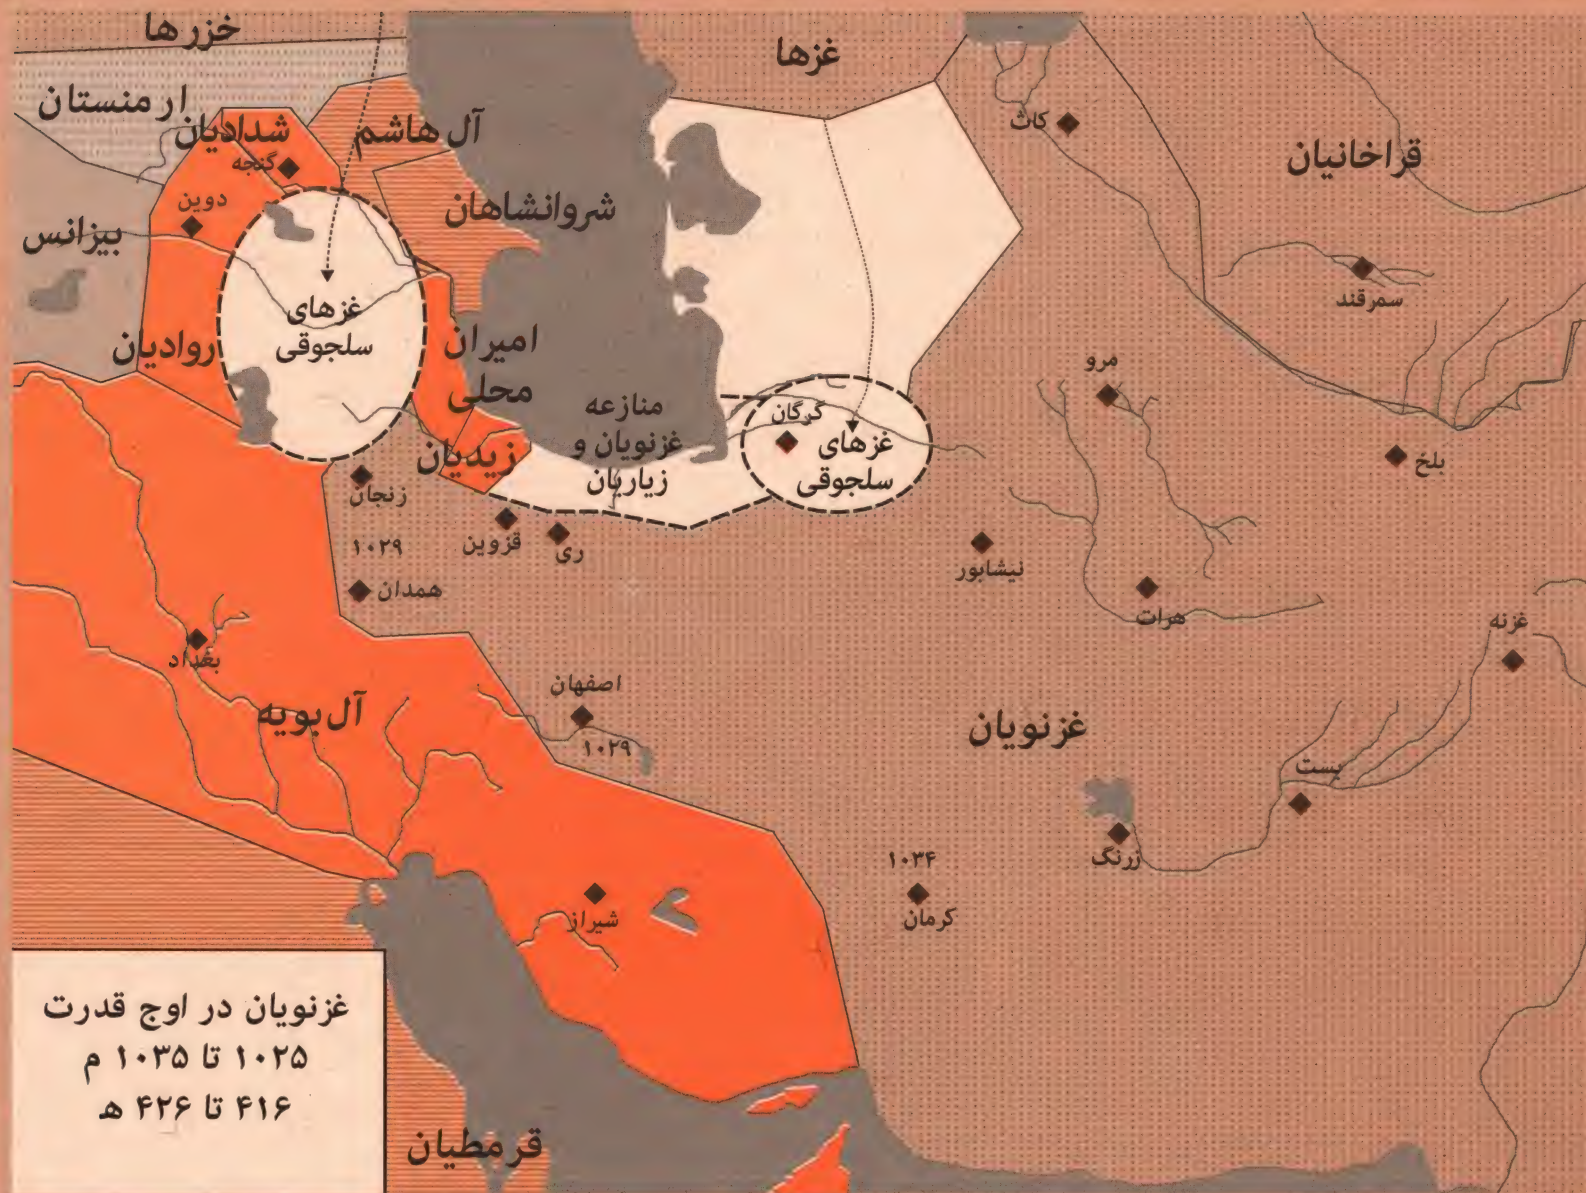 خزرها
غزها
ارمنستان
شدادیان
آل هاشم
کاث
گنجه
قراخانیان
دوین
شروانشاهان
بیزانس
سمرقند
غزهای
سلجوقی
روادیان
امیران
محلی
مرو
منازعه
غزنویان و
زیاریان
گرگان
غزهای
سلجوقی
زیدیان
بلخ
زنجان
قزوین
ری
۱۰۲۹
نیشابور
همدان
هرات
غزنه
بغداد
اصفهان
آل بویه
۱۰۲۹
غزنویان
بست
زرنگ
۱۰۳۴
کرمان
شیراز
غزنویان در اوج قدرت
۱۰۲۵ تا ۱۰۳۵ م
۴۱۶ تا ۴۲۶ ه
قرمطیان